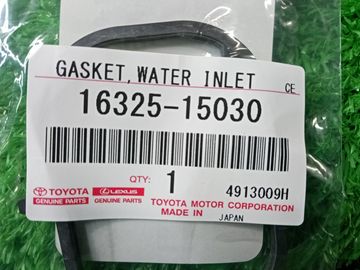 GASKET,WATER INLET CE
16325-15030
QTY:
1 4913009H
TOYOTA LEXUS TOYOTA MOTOR CORPORATION
GENUINE PARTS GENUINE PARTS MADE IN JAPAN